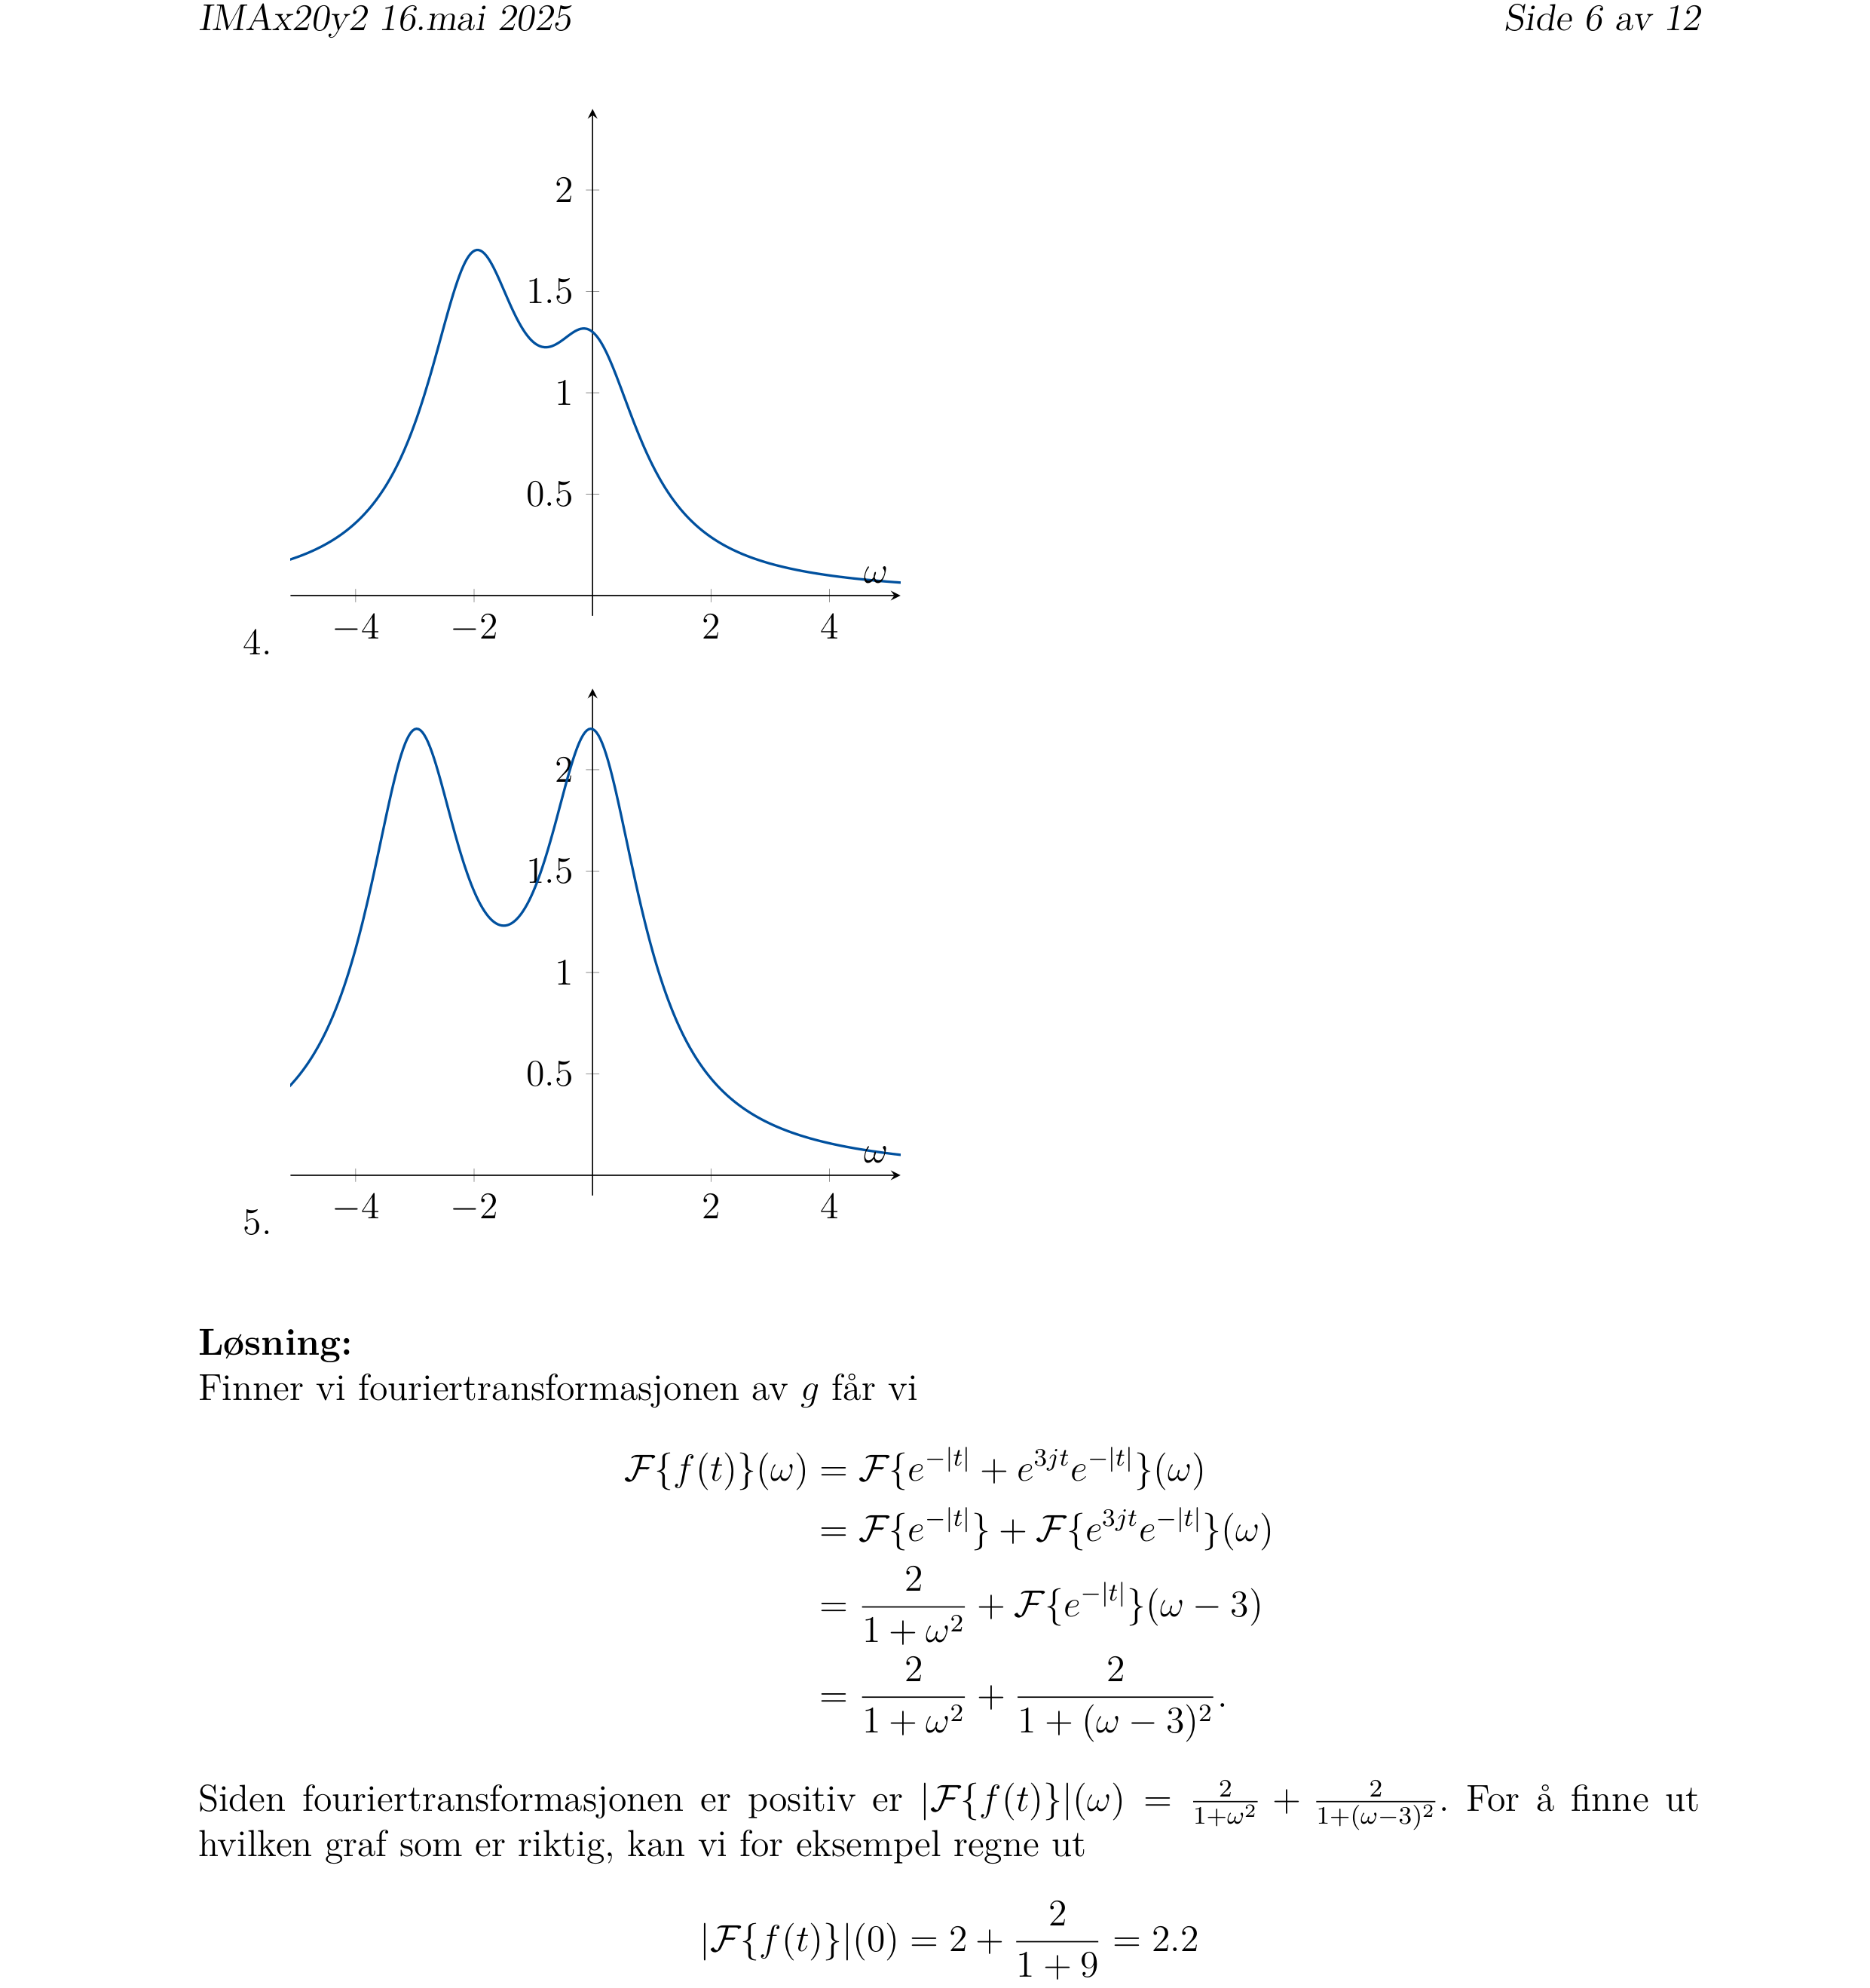 IMAx20y2 16.mai 2025 Side 6 av 12
2
1.5
1
0.5
ω
−4 −2 2 4
4.
2
1.5
1
0.5
ω
−4 −2 2 4
5.
Løsning:
Finner vi fouriertransformasjonen av g får vi
$\mathcal{F}\{f(t)\}(\omega) = \mathcal{F}\{e^{-|t|} + e^{3jt}e^{-|t|}\}(\omega)$
$= \mathcal{F}\{e^{-|t|}\} + \mathcal{F}\{e^{3jt}e^{-|t|}\}(\omega)$
$= \frac{2}{1+\omega^2} + \mathcal{F}\{e^{-|t|}\}(\omega - 3)$
$= \frac{2}{1+\omega^2} + \frac{2}{1+(\omega-3)^2}.$
Siden fouriertransformasjonen er positiv er $|\mathcal{F}\{f(t)\}|(\omega) = \frac{2}{1+\omega^2} + \frac{2}{1+(\omega-3)^2}$. For å finne ut
hvilken graf som er riktig, kan vi for eksempel regne ut
$|\mathcal{F}\{f(t)\}|(0) = 2 + \frac{2}{1+9} = 2.2$